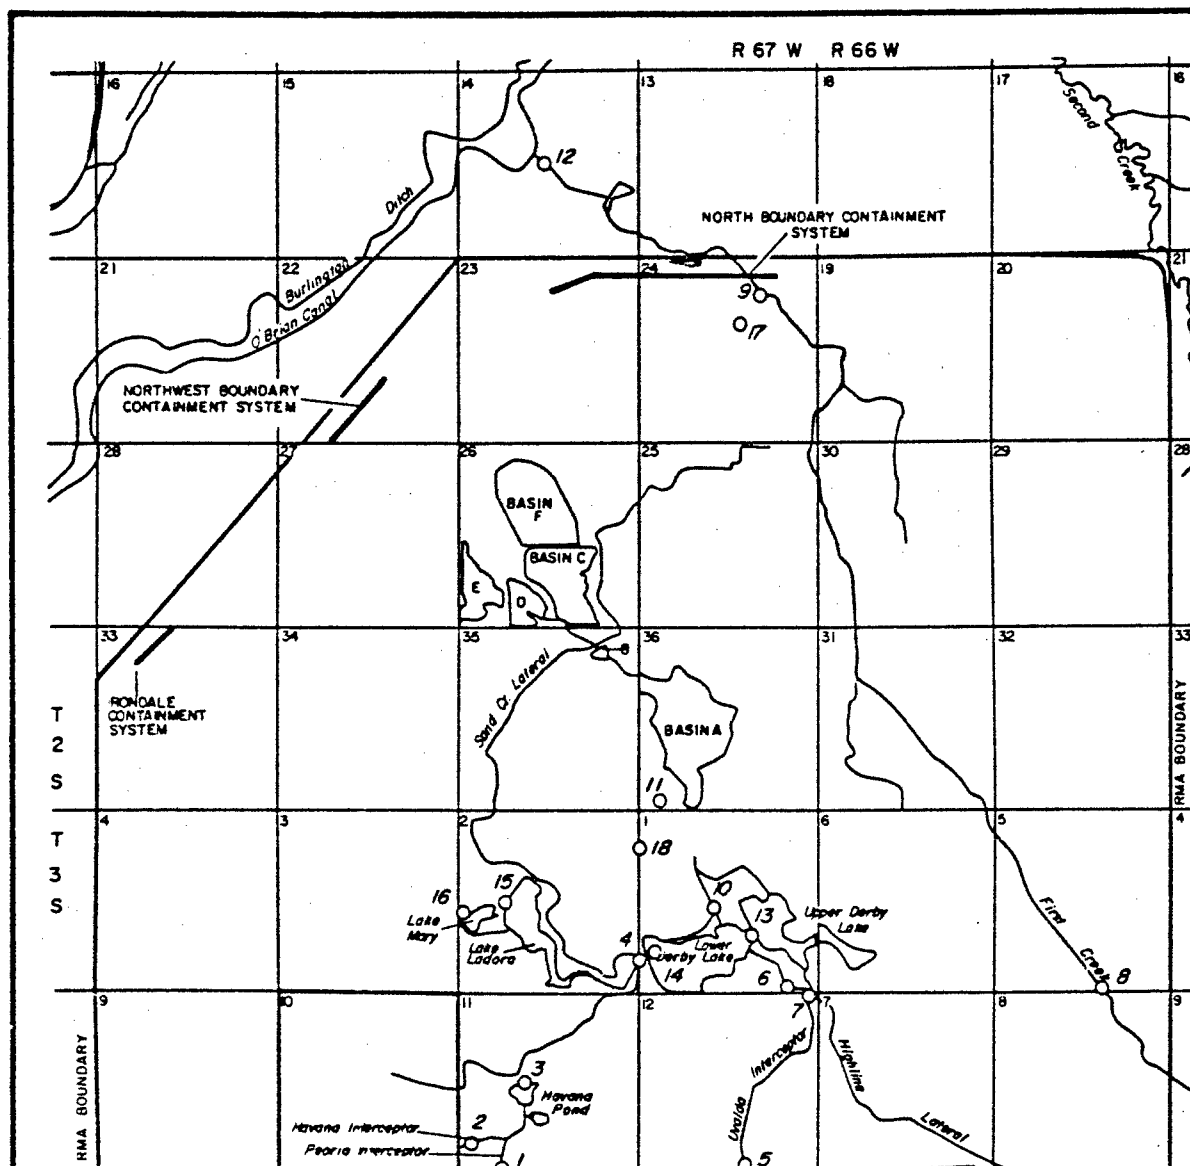 R 67 W R 66 W
16
15
14
13
18
17
16
Second
Creek
12
Ditch
NORTH BOUNDARY CONTAINMENT
SYSTEM
21
22
23
24
19
20
21
Burlington
O'Brian Canal
9
17
NORTHWEST BOUNDARY
CONTAINMENT SYSTEM
28
27
26
25
30
29
28
BASIN
F
BASIN C
E
D
33
34
35
36
31
32
33
Sand Cr. Lateral
IRONDALE
CONTAINMENT
SYSTEM
BASIN A
T
2
S
RMA BOUNDARY
11
4
3
2
1
6
5
4
T
3
S
18
16
15
10
13
Lake
Mary
Lake
Ladora
4
Lower
Derby Lake
14
Upper Derby
Lake
6
7
First
Creek
8
9
10
11
12
7
8
9
RMA BOUNDARY
3
Havana
Pond
Interceptor
Highline
2
Havana Interceptor
Peoria Interceptor
1
Uvalda
5
Lateral